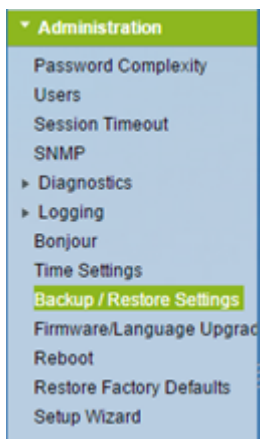 Administration
Password Complexity
Users
Session Timeout
SNMP
Diagnostics
Logging
Bonjour
Time Settings
Backup / Restore Settings
Firmware/Language Upgrad
Reboot
Restore Factory Defaults
Setup Wizard